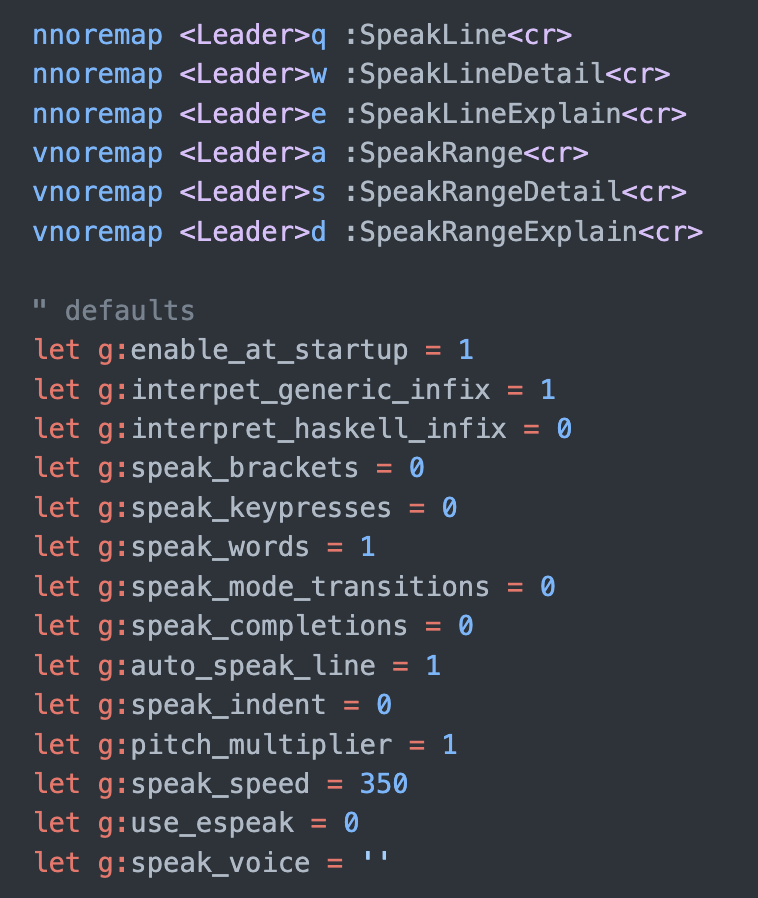 nnoremap <Leader>q :SpeakLine<cr>
nnoremap <Leader>w :SpeakLineDetail<cr>
nnoremap <Leader>e :SpeakLineExplain<cr>
vnoremap <Leader>a :SpeakRange<cr>
vnoremap <Leader>s :SpeakRangeDetail<cr>
vnoremap <Leader>d :SpeakRangeExplain<cr>

" defaults
let g:enable_at_startup = 1
let g:interpet_generic_infix = 1
let g:interpret_haskell_infix = 0
let g:speak_brackets = 0
let g:speak_keypresses = 0
let g:speak_words = 1
let g:speak_mode_transitions = 0
let g:speak_completions = 0
let g:auto_speak_line = 1
let g:speak_indent = 0
let g:pitch_multiplier = 1
let g:speak_speed = 350
let g:use_espeak = 0
let g:speak_voice = ''